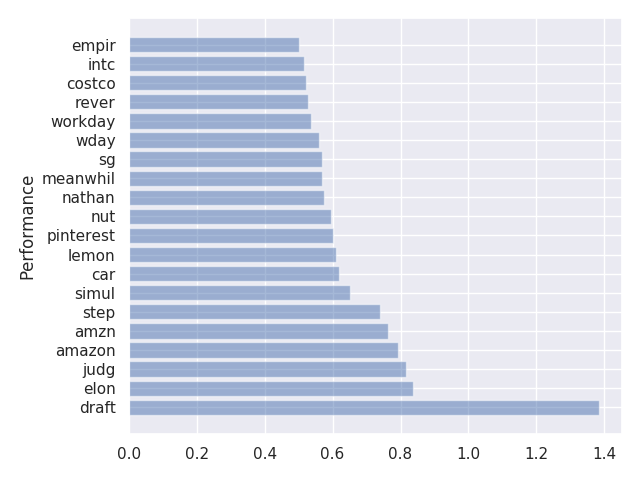 empir
intc
costco
rever
workday
wday
sg
meanwhil
nathan
nut
pinterest
lemon
car
simul
step
amzn
amazon
judg
elon
draft
Performance
0.0 0.2 0.4 0.6 0.8 1.0 1.2 1.4